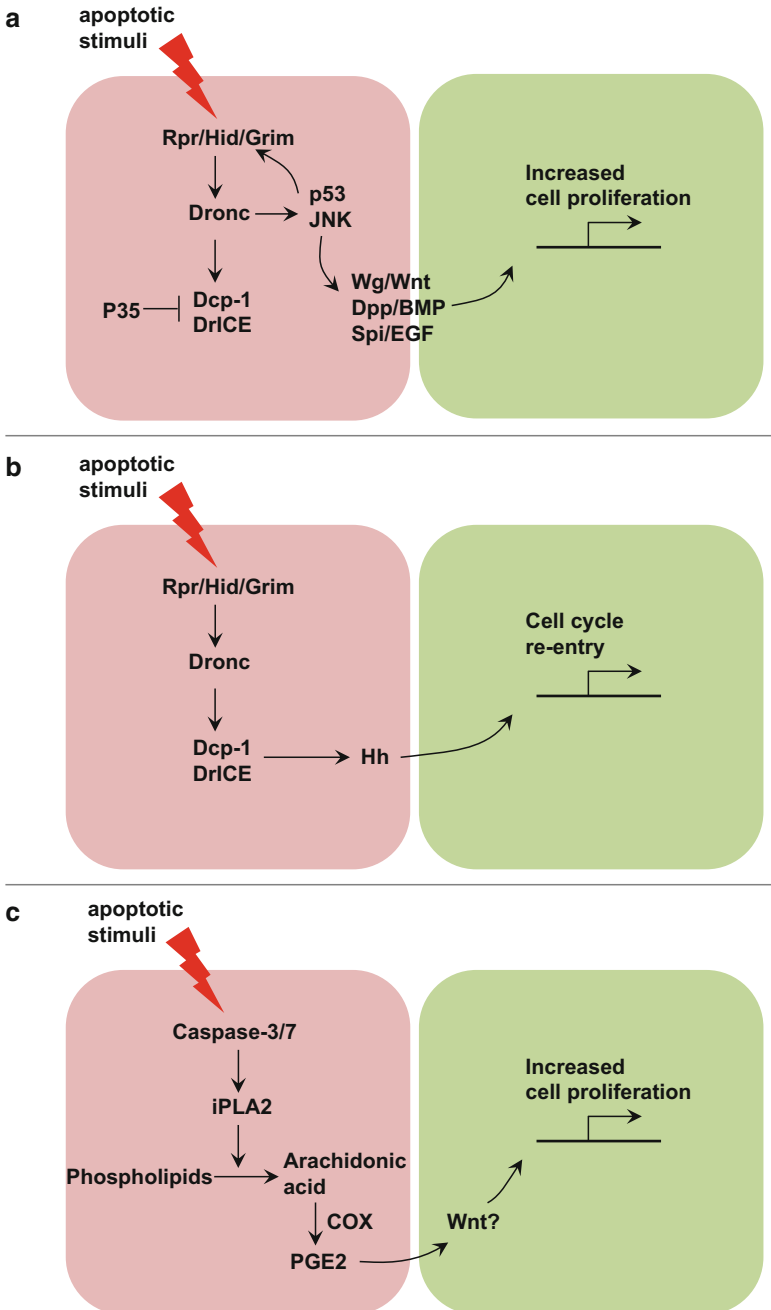 a
apoptotic
stimuli
Rpr/Hid/Grim
p53
JNK
Dronc
Wg/Wnt
Dpp/BMP
Spi/EGF
P35
Dcp-1
DrICE
Increased
cell proliferation
b
apoptotic
stimuli
Rpr/Hid/Grim
Dronc
Dcp-1
DrICE
Hh
Cell cycle
re-entry
c
apoptotic
stimuli
Caspase-3/7
iPLA2
Phospholipids
Arachidonic
acid
COX
PGE2
Wnt?
Increased
cell proliferation